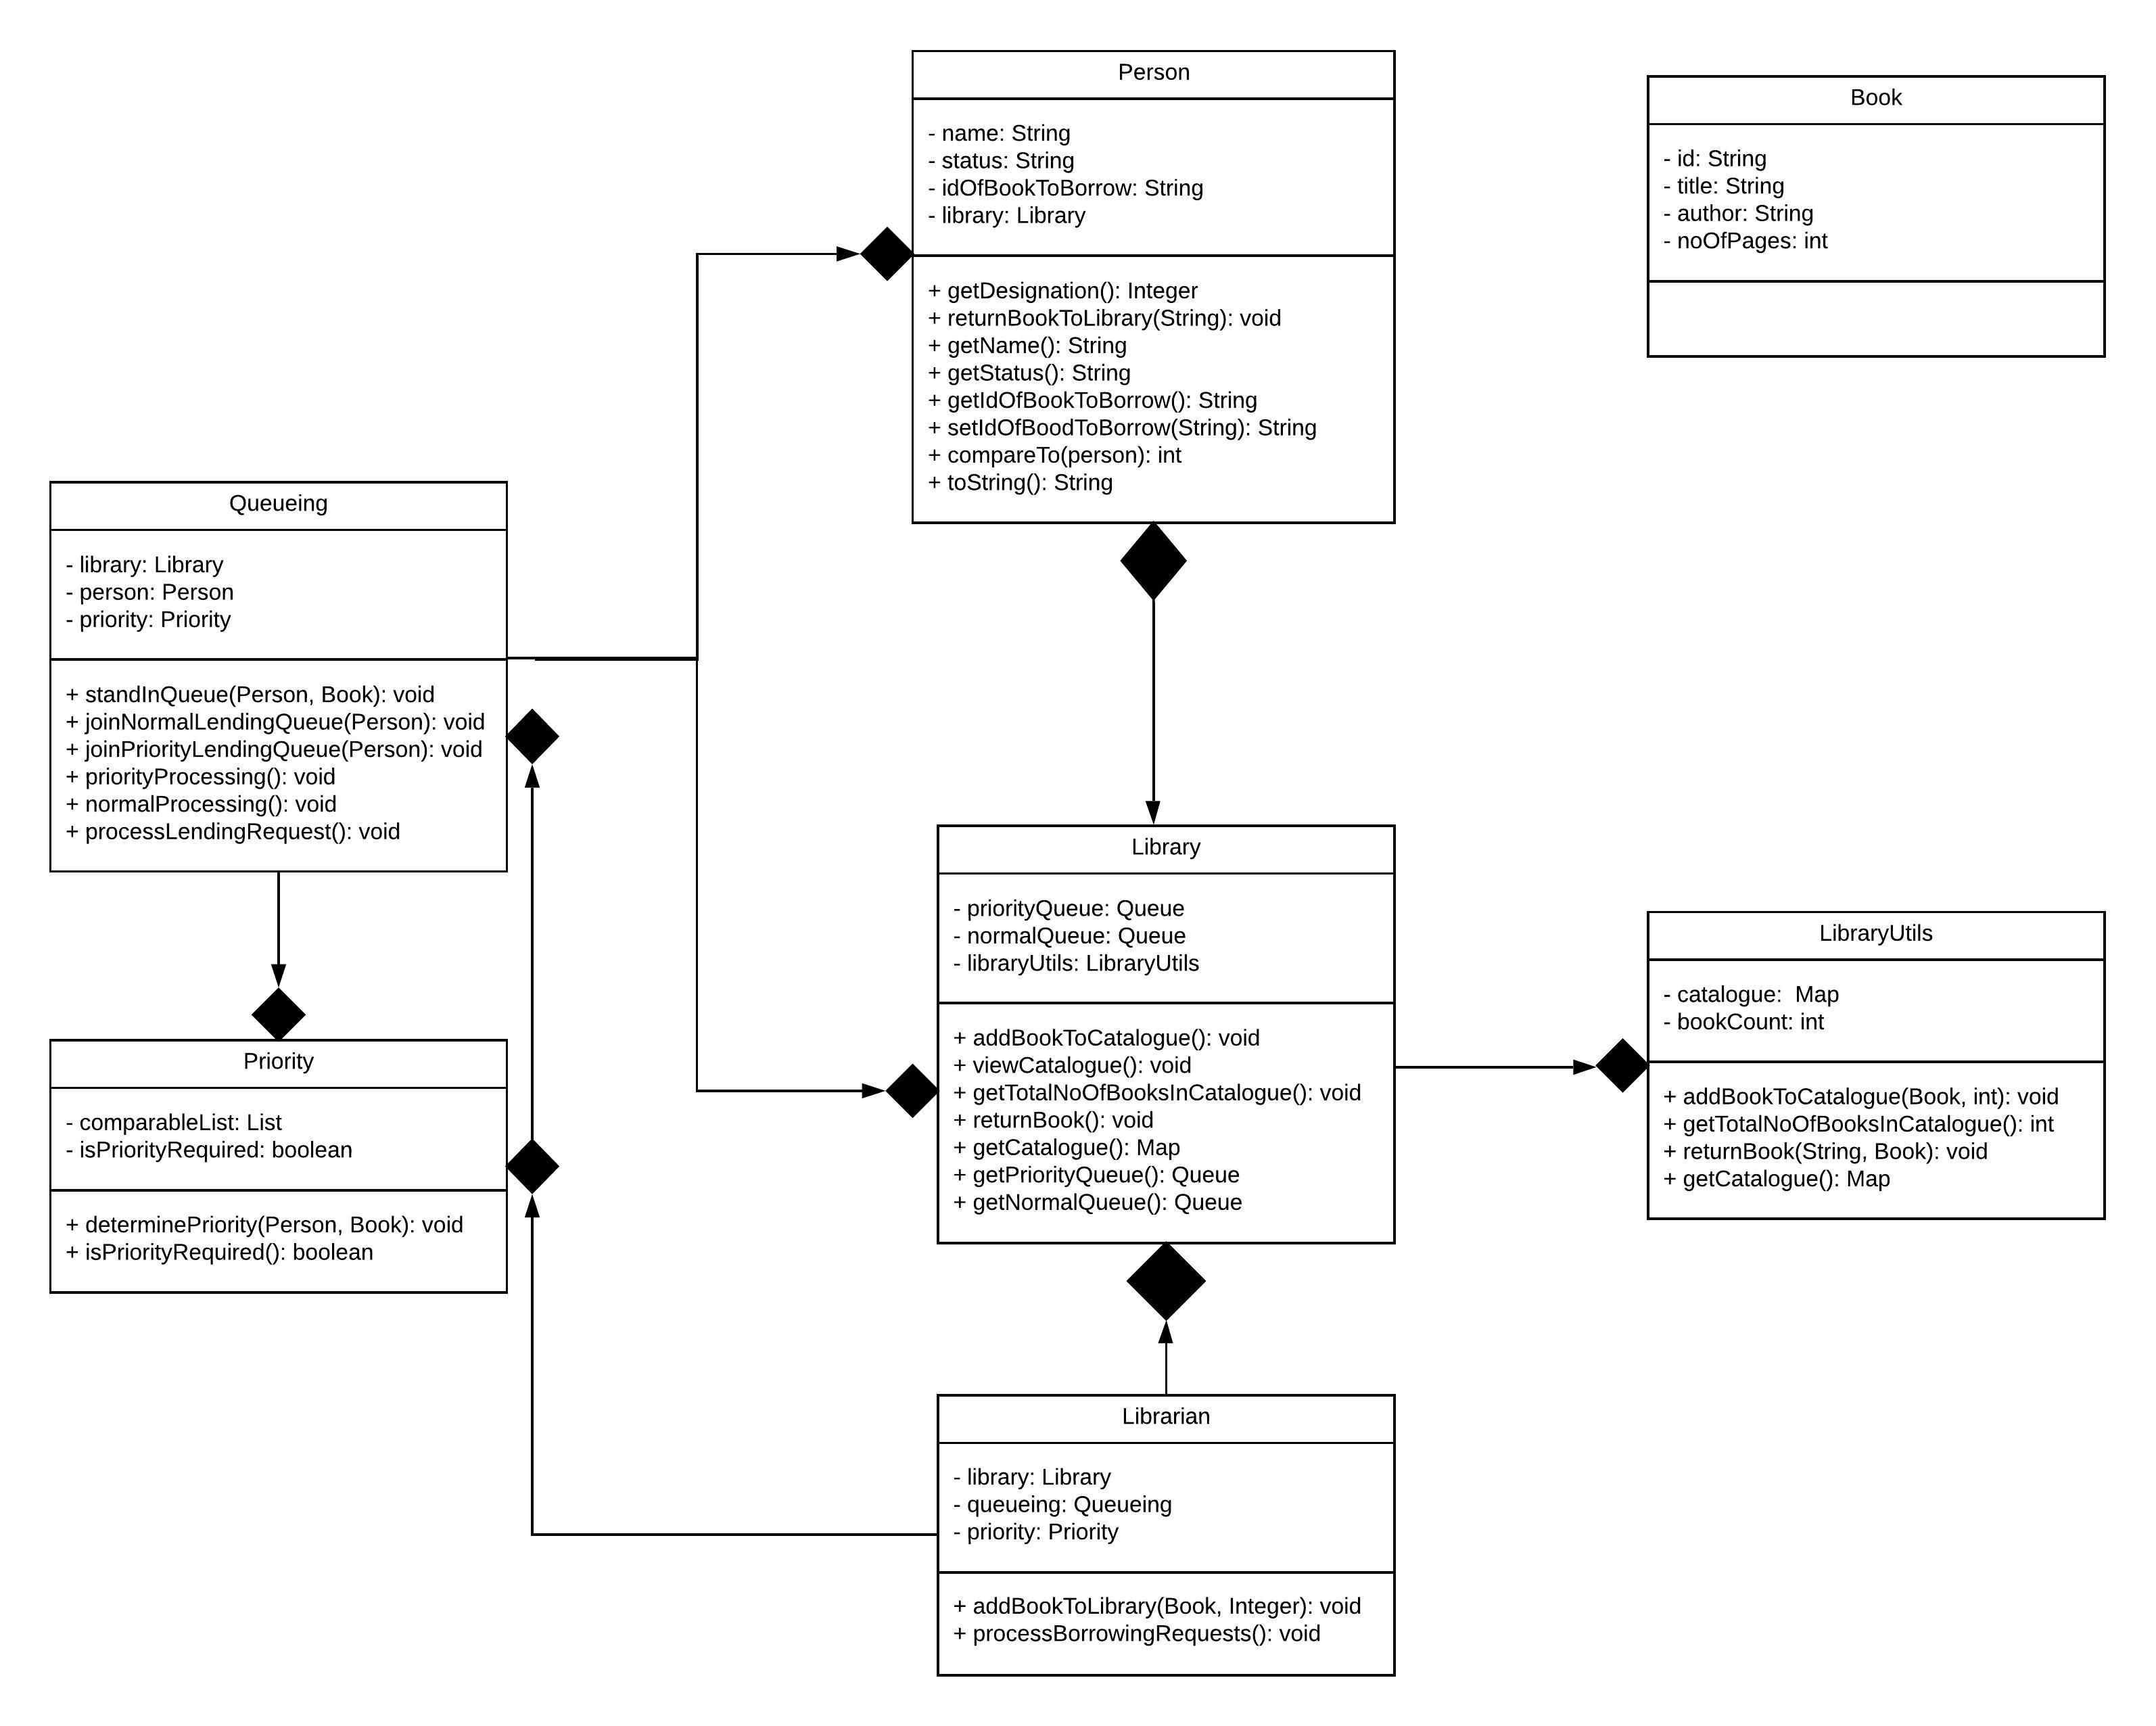 Person
- name: String
- status: String
- idOfBookToBorrow: String
- library: Library
+ getDesignation(): Integer
+ returnBookToLibrary(String): void
+ getName(): String
+ getStatus(): String
+ getIdOfBookToBorrow(): String
+ setIdOfBoodToBorrow(String): String
+ compareTo(person): int
+ toString(): String
Book
- id: String
- title: String
- author: String
- noOfPages: int
Queueing
- library: Library
- person: Person
- priority: Priority
+ standInQueue(Person, Book): void
+ joinNormalLendingQueue(Person): void
+ joinPriorityLendingQueue(Person): void
+ priorityProcessing(): void
+ normalProcessing(): void
+ processLendingRequest(): void
Library
- priorityQueue: Queue
- normalQueue: Queue
- libraryUtils: LibraryUtils
+ addBookToCatalogue(): void
+ viewCatalogue(): void
+ getTotalNoOfBooksInCatalogue(): void
+ returnBook(): void
+ getCatalogue(): Map
+ getPriorityQueue(): Queue
+ getNormalQueue(): Queue
LibraryUtils
- catalogue:  Map
- bookCount: int
+ addBookToCatalogue(Book, int): void
+ getTotalNoOfBooksInCatalogue(): int
+ returnBook(String, Book): void
+ getCatalogue(): Map
Priority
- comparableList: List
- isPriorityRequired: boolean
+ determinePriority(Person, Book): void
+ isPriorityRequired(): boolean
Librarian
- library: Library
- queueing: Queueing
- priority: Priority
+ addBookToLibrary(Book, Integer): void
+ processBorrowingRequests(): void